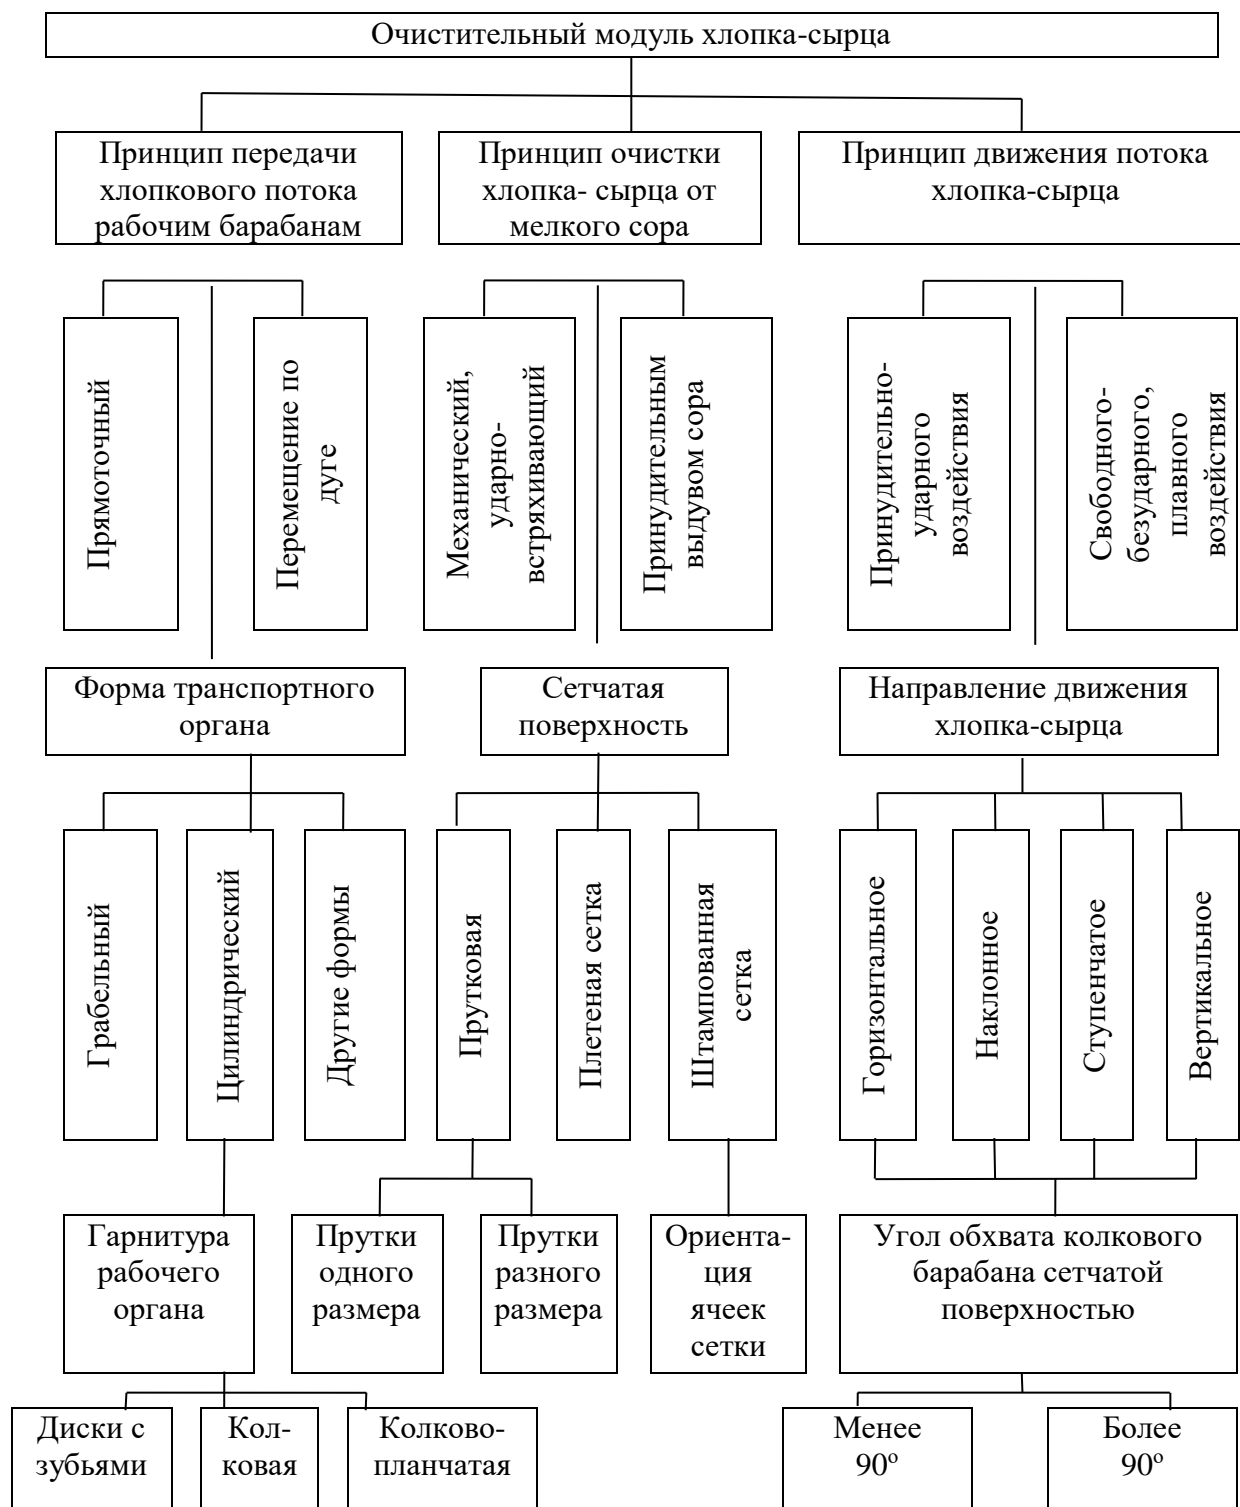 Очистительный модуль хлопка-сырца
Принцип передачи
хлопкового потока
рабочим барабанам
Принцип очистки
хлопка- сырца от
мелкого сора
Принцип движения потока
хлопка-сырца
Прямоточный
Перемещение по
дуге
Механический,
ударно-
встряхивающий
Принудительным
выдувом сора
Принудительно-
ударного
воздействия
Свободного-
безударного,
плавного
воздействия
Форма транспортного
органа
Сетчатая
поверхность
Направление движения
хлопка-сырца
Грабельный
Цилиндрический
Другие формы
Прутковая
Плетеная сетка
Штампованная
сетка
Горизонтальное
Наклонное
Ступенчатое
Вертикальное
Гарнитура
рабочего
органа
Прутки
одного
размера
Прутки
разного
размера
Ориента-
ция
ячеек
сетки
Угол обхвата колкового
барабана сетчатой
поверхностью
Диски с
зубьями
Кол-
ковая
Колково-
планчатая
Менее
90º
Более
90º